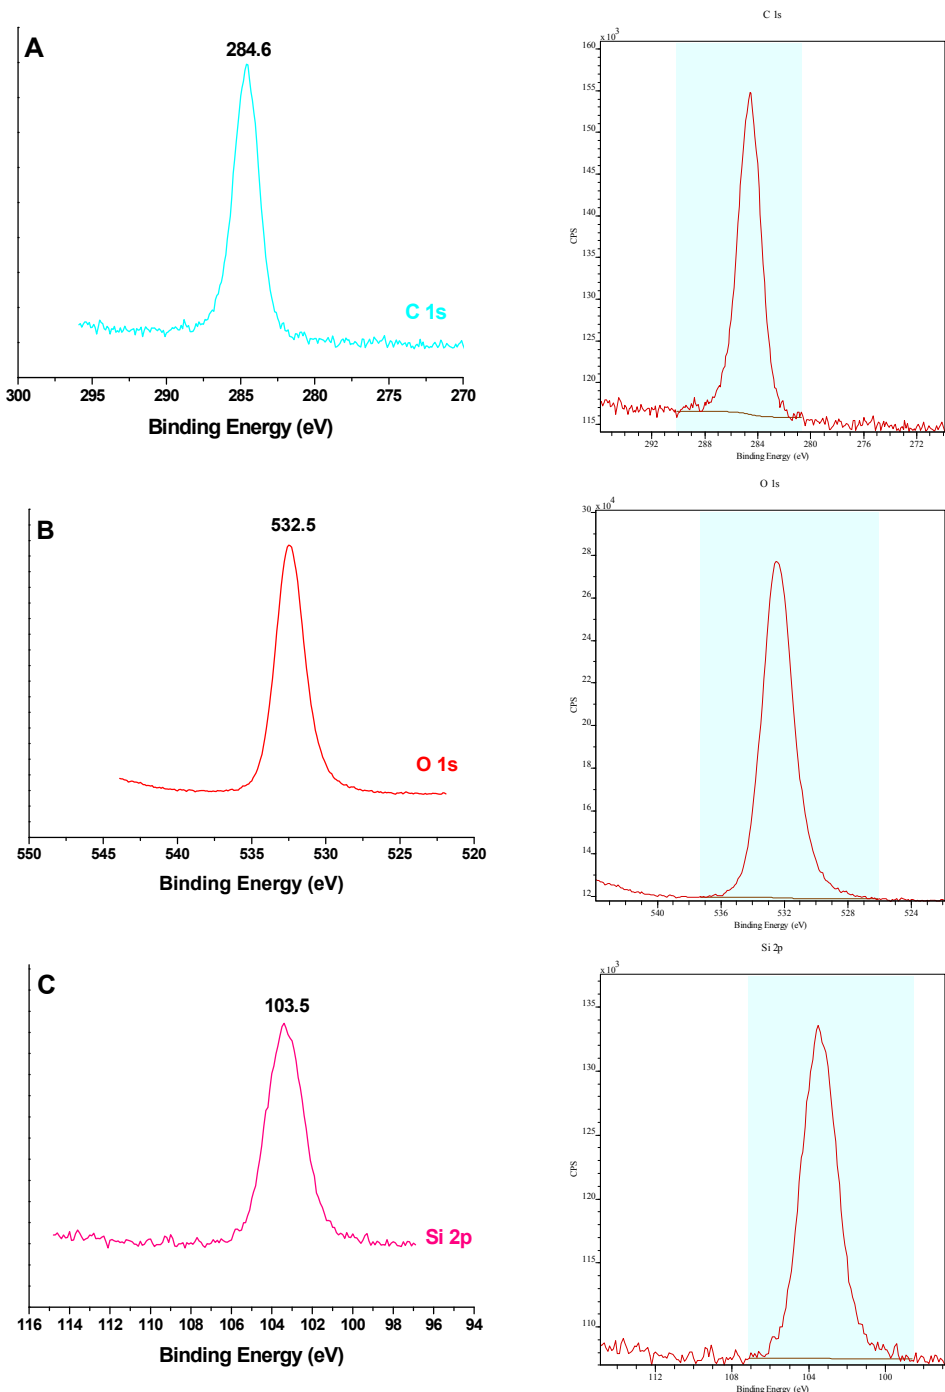 A
284.6
C 1s
300 295 290 285 280 275 270
Binding Energy (eV)
C 1s
x 10³
160
155
150
145
140
135
130
125
120
115
CPS
292 288 284 280 276 272
Binding Energy (eV)
B
532.5
O 1s
550 545 540 535 530 525 520
Binding Energy (eV)
O 1s
x 10⁴
30
28
26
24
22
20
18
16
14
12
CPS
540 536 532 528 524
Binding Energy (eV)
C
103.5
Si 2p
116 114 112 110 108 106 104 102 100 98 96 94
Binding Energy (eV)
Si 2p
x 10³
135
130
125
120
115
110
CPS
112 108 104 100
Binding Energy (eV)